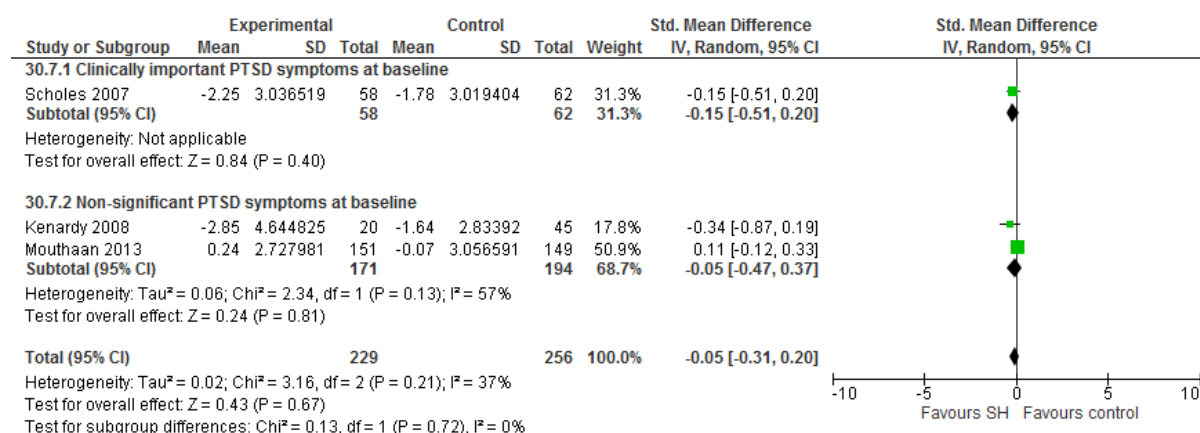 Experimental Control Std. Mean Difference Std. Mean Difference
Study or Subgroup Mean SD Total Mean SD Total Weight IV, Random, 95% CI IV, Random, 95% CI
30.7.1 Clinically important PTSD symptoms at baseline
Scholes 2007 -2.25 3.036519 58 -1.78 3.019404 62 31.3% -0.15 [-0.51, 0.20]
Subtotal (95% CI) 58 62 31.3% -0.15 [-0.51, 0.20]
Heterogeneity: Not applicable
Test for overall effect: Z = 0.84 (P = 0.40)
30.7.2 Non-significant PTSD symptoms at baseline
Kenardy 2008 -2.85 4.644825 20 -1.64 2.83392 45 17.8% -0.34 [-0.87, 0.19]
Mouthaan 2013 0.24 2.727981 151 -0.07 3.056591 149 50.9% 0.11 [-0.12, 0.33]
Subtotal (95% CI) 171 194 68.7% -0.05 [-0.47, 0.37]
Heterogeneity: Tau² = 0.06; Chi² = 2.34, df = 1 (P = 0.13); I² = 57%
Test for overall effect: Z = 0.24 (P = 0.81)
Total (95% CI) 229 256 100.0% -0.05 [-0.31, 0.20]
Heterogeneity: Tau² = 0.02; Chi² = 3.16, df = 2 (P = 0.21); I² = 37%
Test for overall effect: Z = 0.43 (P = 0.67)
Test for subgroup differences: Chi² = 0.13, df = 1 (P = 0.72), I² = 0%
-10 -5 0 5 10
Favours SH Favours control